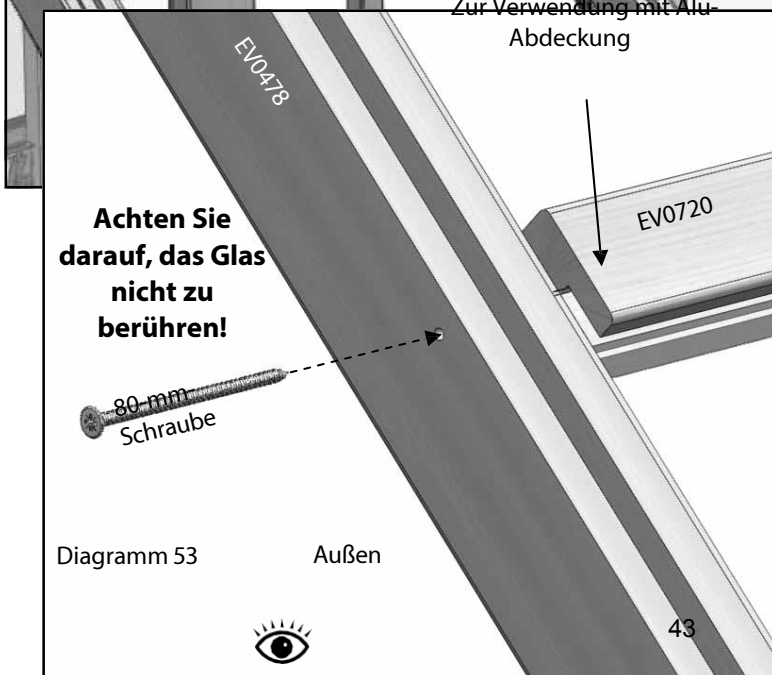 Zur Verwendung mit Alu-
Abdeckung
EV0478
EV0720
Achten Sie
darauf, das Glas
nicht zu
berühren!
80-mm-
Schraube
Diagramm 53
Außen
43